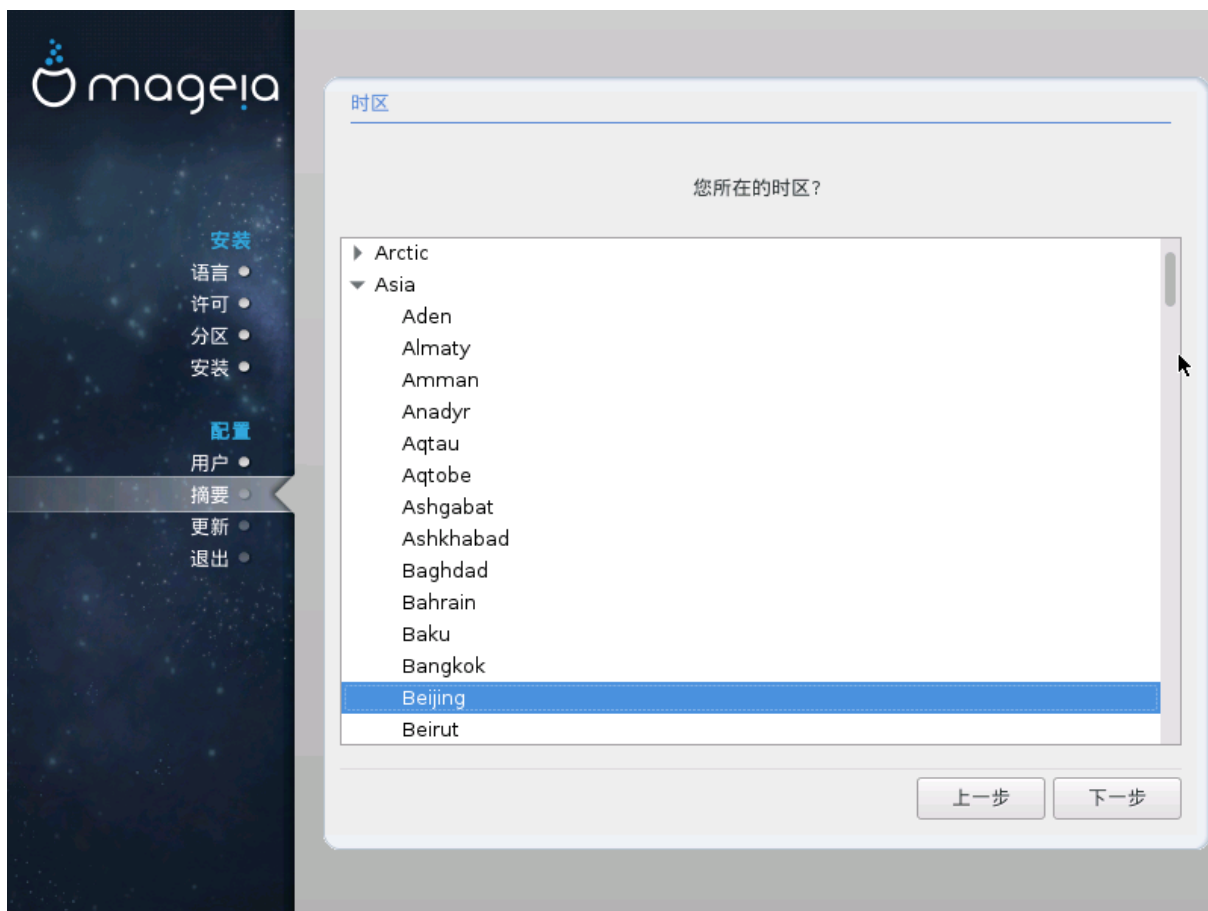 mageia
安装
语言
许可
分区
安装
配置
用户
摘要
更新
退出
时区
您所在的时区?
Arctic
Asia
Aden
Almaty
Amman
Anadyr
Aqtau
Aqtobe
Ashgabat
Ashkhabad
Baghdad
Bahrain
Baku
Bangkok
Beijing
Beirut
上一步 下一步